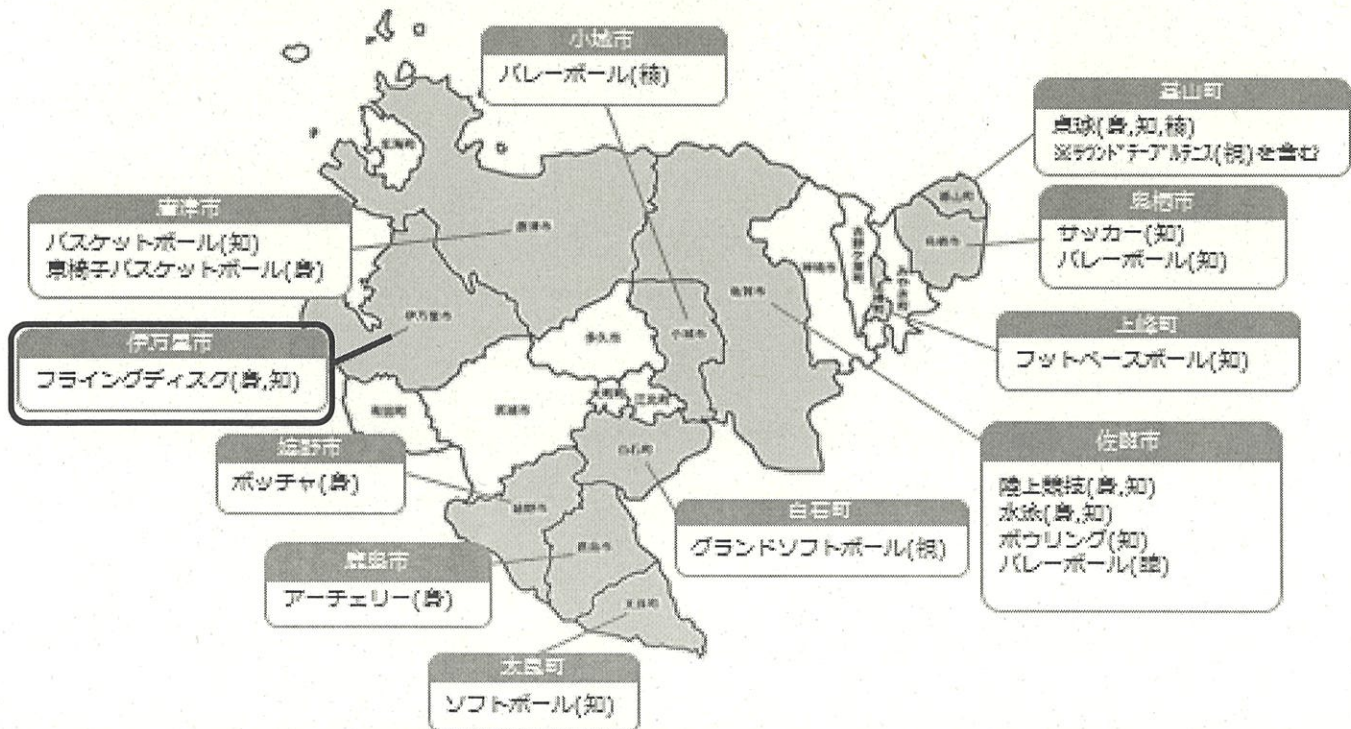 小城市
バレーボール(精)
基山町
卓球(身,知,精)
※サウンドテーブルテニス(視)を含む
唐津市
バスケットボール(知)
車椅子バスケットボール(身)
鳥栖市
サッカー(知)
バレーボール(知)
伊万里市
フライングディスク(身,知)
上峰町
フットベースボール(知)
嬉野市
ボッチャ(身)
佐賀市
陸上競技(身,知)
水泳(身,知)
ボウリング(知)
バレーボール(聴)
白石町
グランドソフトボール(視)
鹿島市
アーチェリー(身)
太良町
ソフトボール(知)
玄海町
唐津市
伊万里市
多久市
小城市
佐賀市
神埼市
基山町
鳥栖市
武雄市
江北町
白石町
嬉野市
鹿島市
太良町